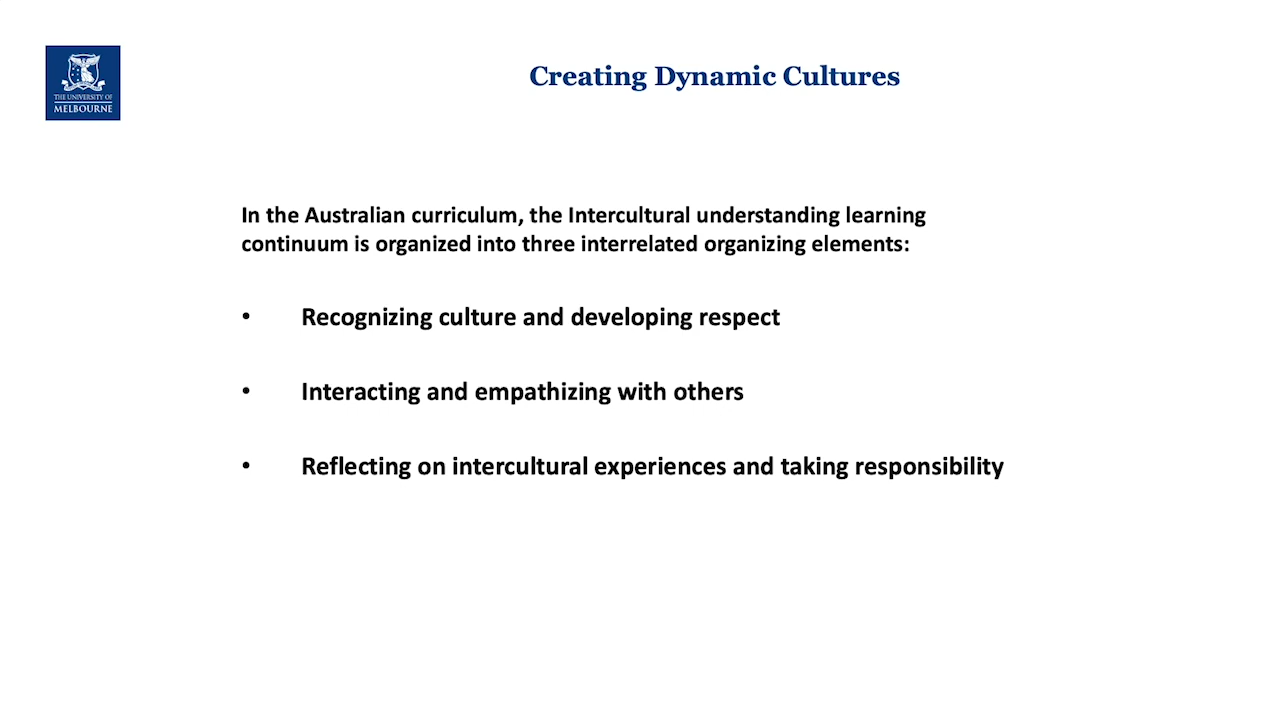 THE UNIVERSITY OF
MELBOURNE
Creating Dynamic Cultures
In the Australian curriculum, the Intercultural understanding learning
continuum is organized into three interrelated organizing elements:
• Recognizing culture and developing respect
• Interacting and empathizing with others
• Reflecting on intercultural experiences and taking responsibility